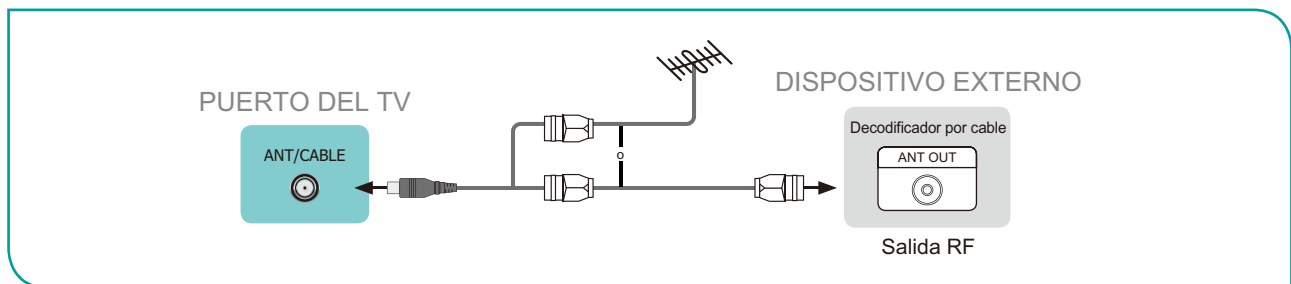 PUERTO DEL TV
ANT/CABLE
o
DISPOSITIVO EXTERNO
Decodificador por cable
ANT OUT
Salida RF